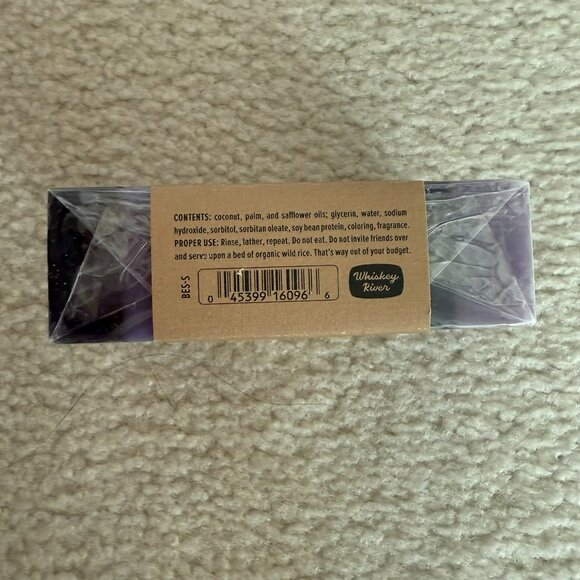 CONTENTS: coconut, palm, and safflower oils; glycerin, water, sodium
hydroxide, sorbitol, sorbitan oleate, soy bean protein, coloring, fragrance.
PROPER USE: Rinse, lather, repeat. Do not eat. Do not invite friends over
and serve upon a bed of organic wild rice. That's way out of your budget.
BES-S
0 45399 16096 6
Whiskey
River